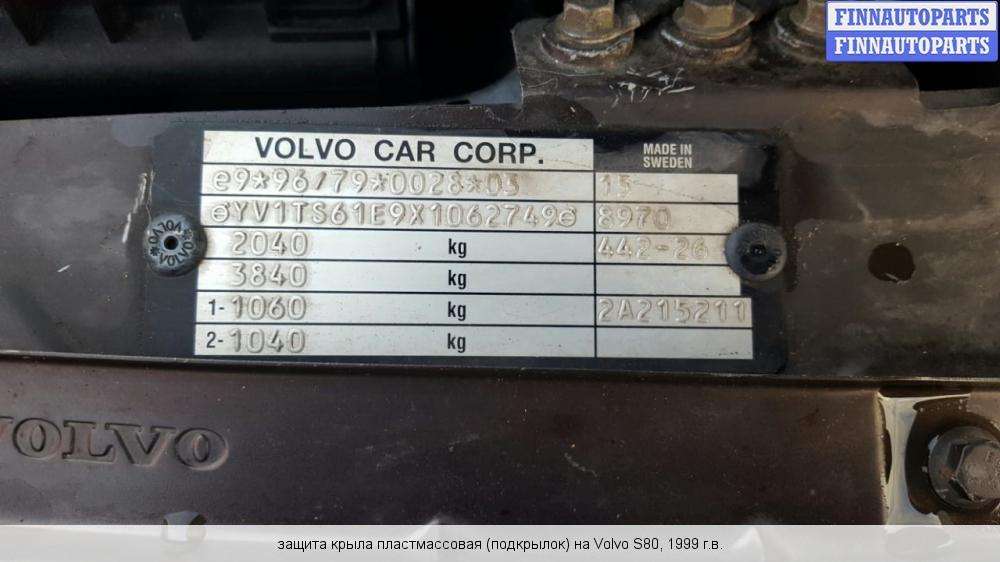 FINNAUTOPARTS
FINNAUTOPARTS
VOLVO CAR CORP.
MADE IN
SWEDEN
e9*96/79*0028*05 15
YV1TS61E9X1062749 8970
2040 kg 442-26
3840 kg
1-1060 kg 2A215211
2-1040 kg
VOLVO VOLVO
VOLVO
защита крыла пластмассовая (подкрылок) на Volvo S80, 1999 г.в.